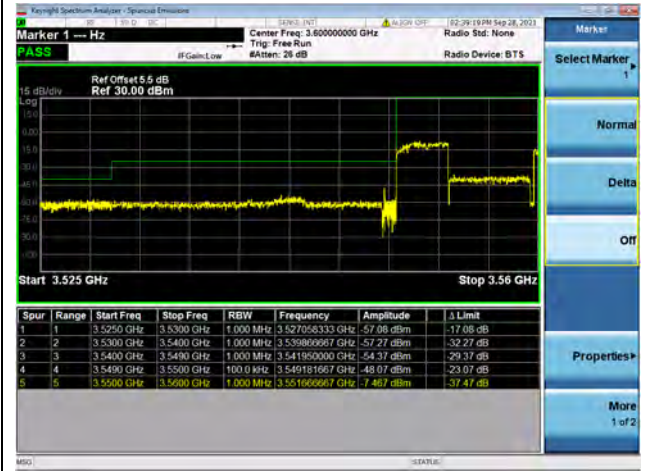 Keysight Spectrum Analyzer - Spurious Emissions
SENSE:INT ALIGN OFF 02:39:19 PM Sep 28, 2021
Marker 1 --- Hz
Center Freq: 3.600000000 GHz
Radio Std: None
PASS
Trig: Free Run
IFGain:Low
#Atten: 26 dB
Radio Device: BTS
Ref Offset 5.5 dB
15 dB/div Ref 30.00 dBm
Log
15.0
0.00
Start 3.525 GHz
Stop 3.56 GHz
Spur Range Start Freq Stop Freq RBW Frequency Amplitude Δ Limit
1 1 3.5250 GHz 3.5300 GHz 1.000 MHz 3.527058333 GHz -57.08 dBm -17.08 dB
2 2 3.5300 GHz 3.5400 GHz 1.000 MHz 3.539866667 GHz -57.27 dBm -32.27 dB
3 3 3.5400 GHz 3.5490 GHz 1.000 MHz 3.541950000 GHz -54.37 dBm -29.37 dB
4 4 3.5490 GHz 3.5500 GHz 100.0 kHz 3.549181667 GHz -48.07 dBm -23.07 dB
5 5 3.5500 GHz 3.5600 GHz 1.000 MHz 3.551666667 GHz -7.467 dBm -37.47 dB
MSG
STATUS
Marker
Select Marker
1
Normal
Delta
Off
Properties
More
1 of 2